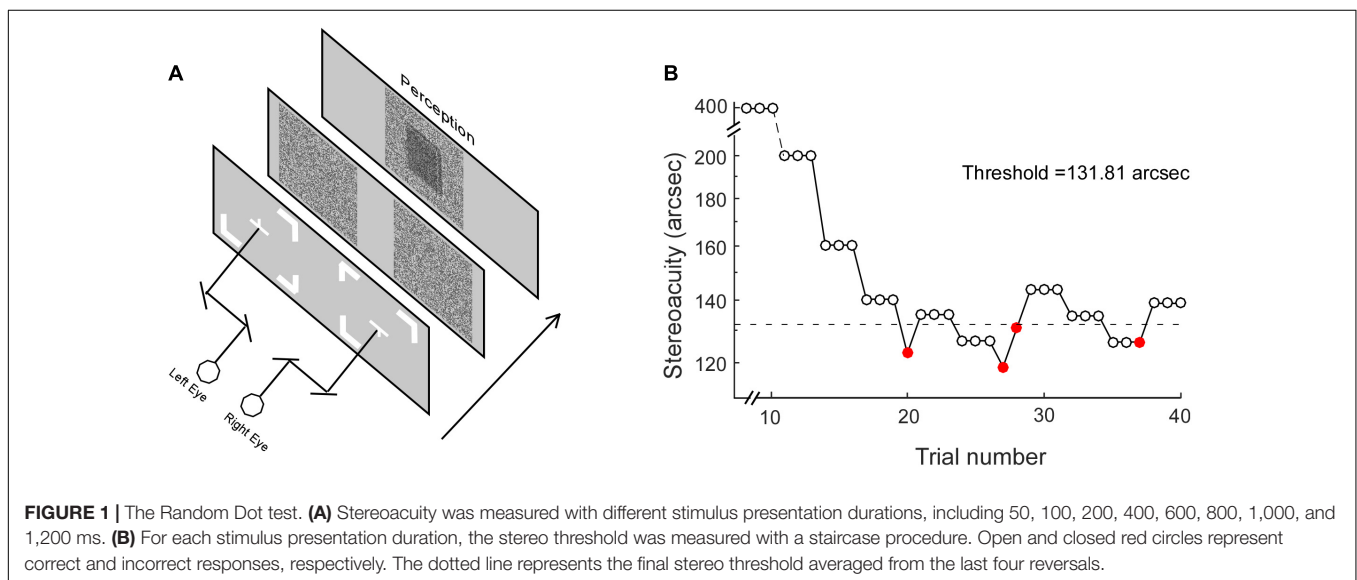 A
Perception
Left Eye
Right Eye
B
400
200
180
160
140
120
Stereoacuity (arcsec)
Threshold =131.81 arcsec
10
20
30
40
Trial number
FIGURE 1 | The Random Dot test. (A) Stereoacuity was measured with different stimulus presentation durations, including 50, 100, 200, 400, 600, 800, 1,000, and
1,200 ms. (B) For each stimulus presentation duration, the stereo threshold was measured with a staircase procedure. Open and closed red circles represent
correct and incorrect responses, respectively. The dotted line represents the final stereo threshold averaged from the last four reversals.